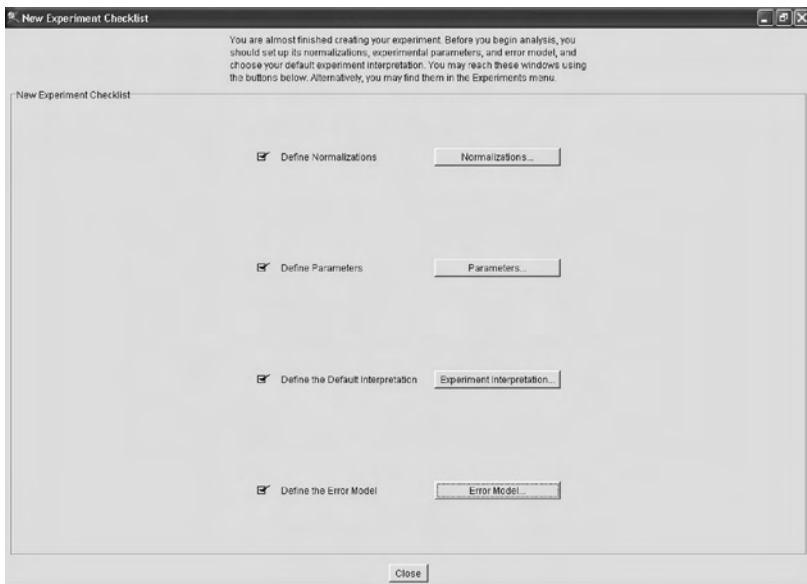 New Experiment Checklist
You are almost finished creating your experiment. Before you begin analysis, you
should set up its normalizations, experimental parameters, and error model, and
choose your default experiment interpretation. You may reach these windows using
the buttons below. Alternatively, you may find them in the Experiments menu.
New Experiment Checklist
Define Normalizations Normalizations...
Define Parameters Parameters...
Define the Default Interpretation Experiment Interpretation...
Define the Error Model Error Model...
Close